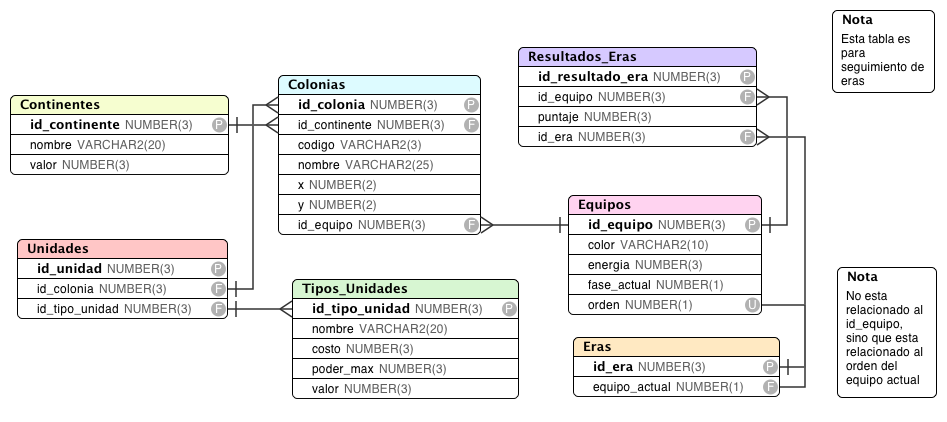 Continentes
id_continente NUMBER(3) P
nombre VARCHAR2(20)
valor NUMBER(3)
Unidades
id_unidad NUMBER(3) P
id_colonia NUMBER(3) F
id_tipo_unidad NUMBER(3) F
Colonias
id_colonia NUMBER(3) P
id_continente NUMBER(3) F
codigo VARCHAR2(3)
nombre VARCHAR2(25)
x NUMBER(2)
y NUMBER(2)
id_equipo NUMBER(3) F
Tipos_Unidades
id_tipo_unidad NUMBER(3) P
nombre VARCHAR2(20)
costo NUMBER(3)
poder_max NUMBER(3)
valor NUMBER(3)
Resultados_Eras
id_resultado_era NUMBER(3) P
id_equipo NUMBER(3) F
puntaje NUMBER(3)
id_era NUMBER(3) F
Equipos
id_equipo NUMBER(3) P
color VARCHAR2(10)
energia NUMBER(3)
fase_actual NUMBER(1)
orden NUMBER(1) U
Eras
id_era NUMBER(3) P
equipo_actual NUMBER(1) F
Nota
Esta tabla es
para
seguimiento de
eras
Nota
No esta
relacionado al
id_equipo,
sino que esta
relacionado al
orden del
equipo actual